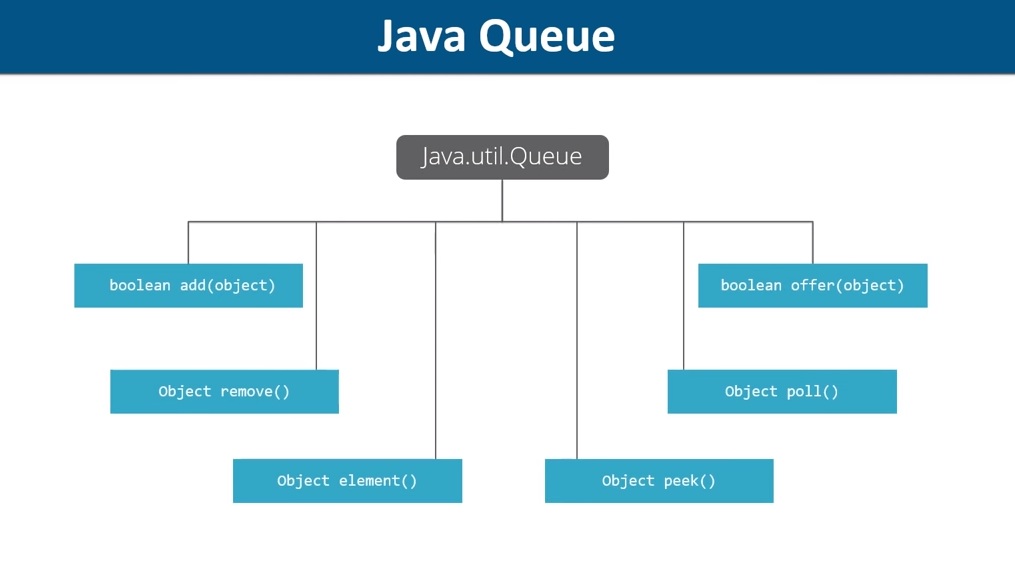 Java Queue
Java.util.Queue
boolean add(object)
boolean offer(object)
Object remove()
Object poll()
Object element()
Object peek()